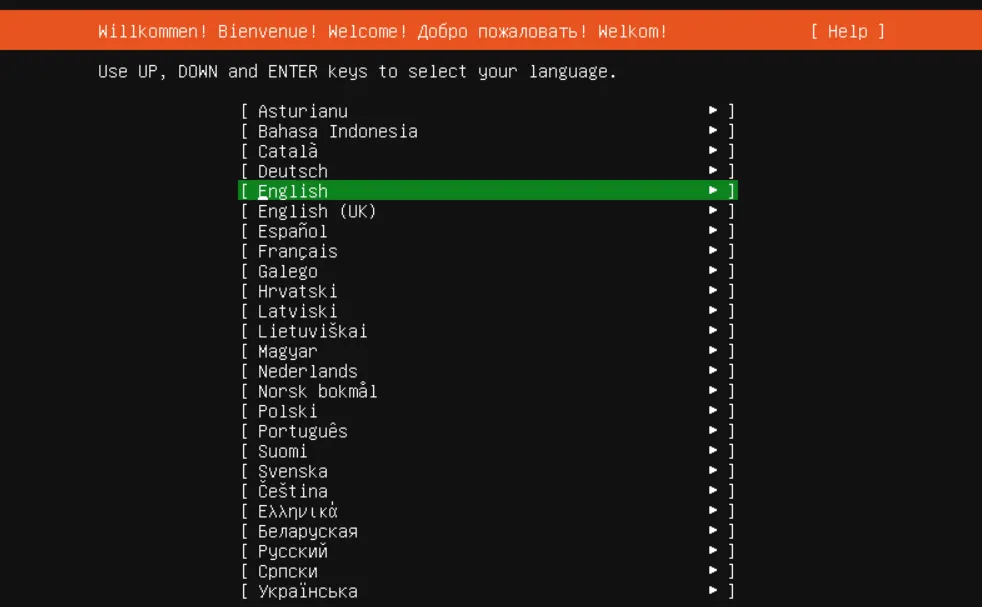 Willkommen! Bienvenue! Welcome! Добро пожаловать! Welkom! [ Help ]
Use UP, DOWN and ENTER keys to select your language.
[ Asturianu ► ]
[ Bahasa Indonesia ► ]
[ Català ► ]
[ Deutsch ► ]
[ English ► ]
[ English (UK) ► ]
[ Español ► ]
[ Français ► ]
[ Galego ► ]
[ Hrvatski ► ]
[ Latviski ► ]
[ Lietuviškai ► ]
[ Magyar ► ]
[ Nederlands ► ]
[ Norsk bokmål ► ]
[ Polski ► ]
[ Português ► ]
[ Suomi ► ]
[ Svenska ► ]
[ Čeština ► ]
[ Ελληνικά ► ]
[ Беларуская ► ]
[ Русский ► ]
[ Српски ► ]
[ Українська ► ]